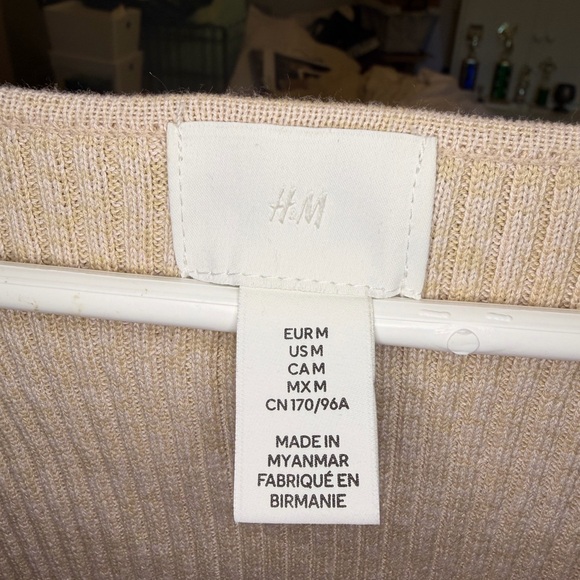 H&M
EUR M
US M
CA M
MX M
CN 170/96A
MADE IN
MYANMAR
FABRIQUÉ EN
BIRMANIE